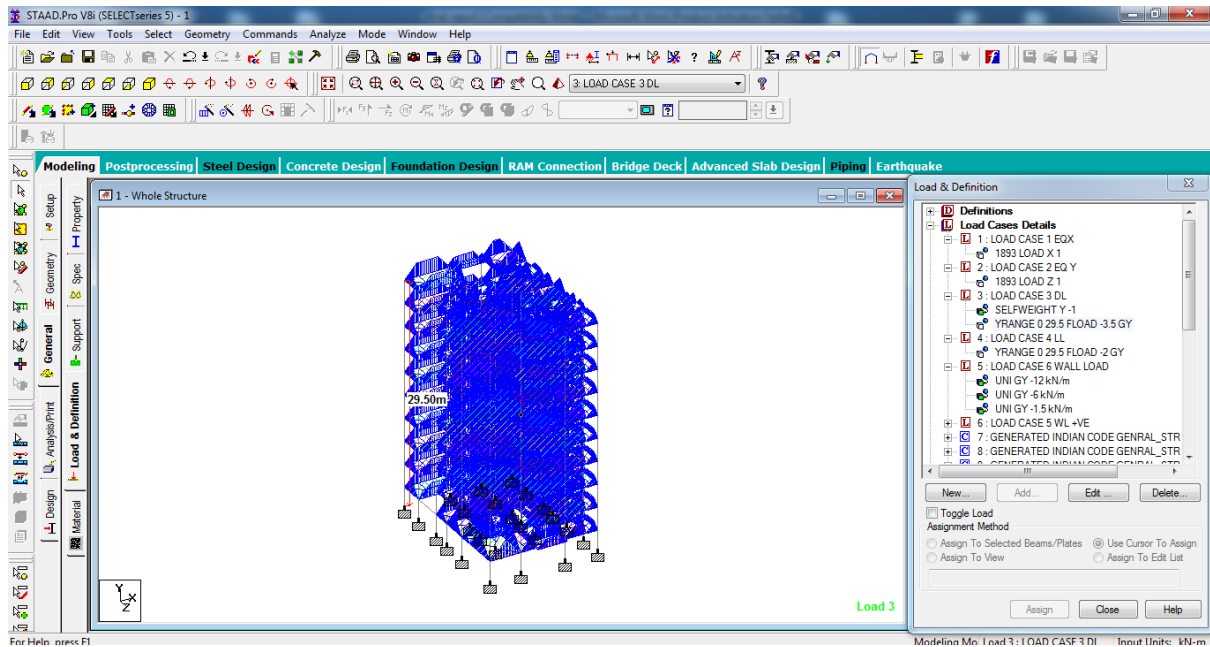 STAAD.Pro V8i (SELECTseries 5) - 1
File Edit View Tools Select Geometry Commands Analyze Mode Window Help
3: LOAD CASE 3 DL
Modeling Postprocessing Steel Design Concrete Design Foundation Design RAM Connection Bridge Deck Advanced Slab Design Piping Earthquake
Setup
Geometry
General
Analysis/Print
Design
Property
Spec
Support
Load & Definition
Material
1 - Whole Structure
29.50m
Y
X
Z
Load 3
Load & Definition
Definitions
Load Cases Details
1 : LOAD CASE 1 EQX
1893 LOAD X 1
2 : LOAD CASE 2 EQ Y
1893 LOAD Z 1
3 : LOAD CASE 3 DL
SELFWEIGHT Y -1
YRANGE 0 29.5 FLOAD -3.5 GY
4 : LOAD CASE 4 LL
YRANGE 0 29.5 FLOAD -2 GY
5 : LOAD CASE 6 WALL LOAD
UNI GY -12 kN/m
UNI GY -6 kN/m
UNI GY -1.5 kN/m
6 : LOAD CASE 5 WL +VE
7 : GENERATED INDIAN CODE GENRAL_STR
8 : GENERATED INDIAN CODE GENRAL_STR
New... Add... Edit ... Delete...
Toggle Load
Assignment Method
Assign To Selected Beams/Plates Use Cursor To Assign
Assign To View Assign To Edit List
Assign Close Help
For Help, press F1
Modeling Mo Load 3 : LOAD CASE 3 DL Input Units: kN-m